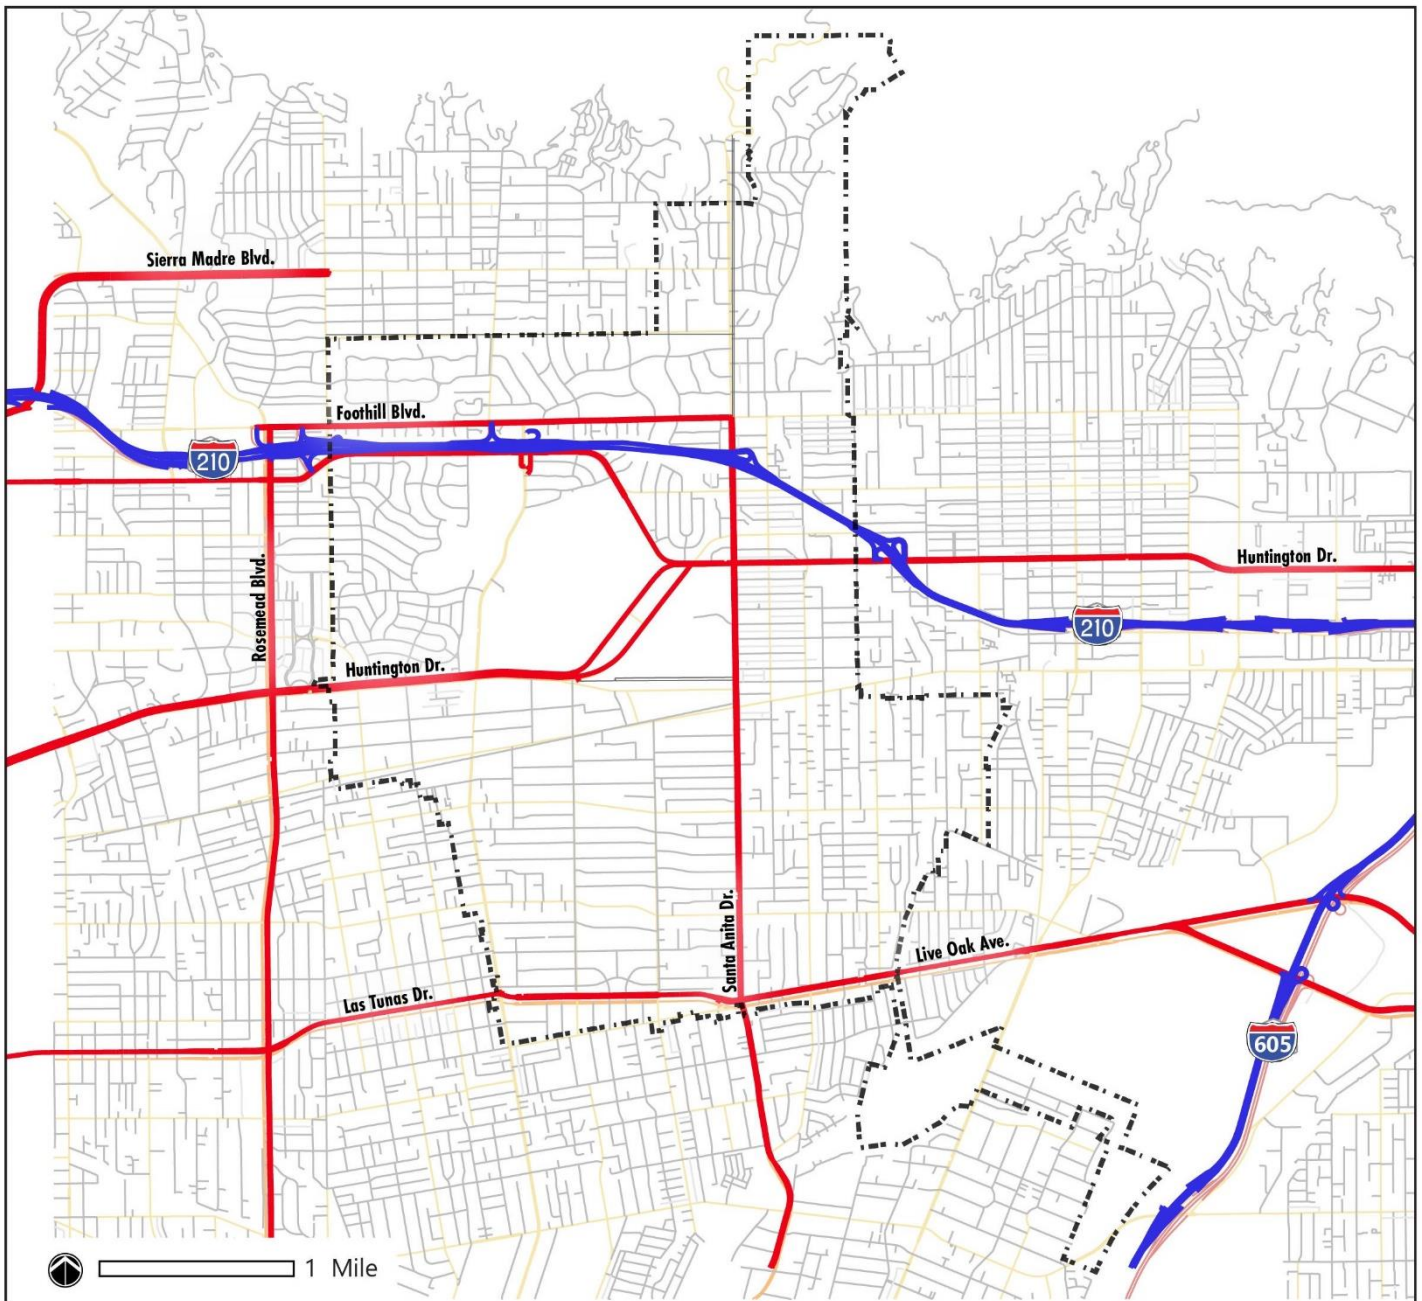 Sierra Madre Blvd.
Foothill Blvd.
210
Rosemead Blvd.
Huntington Dr.
210
Huntington Dr.
Santa Anita Dr.
Live Oak Ave.
Las Tunas Dr.
605
1 Mile